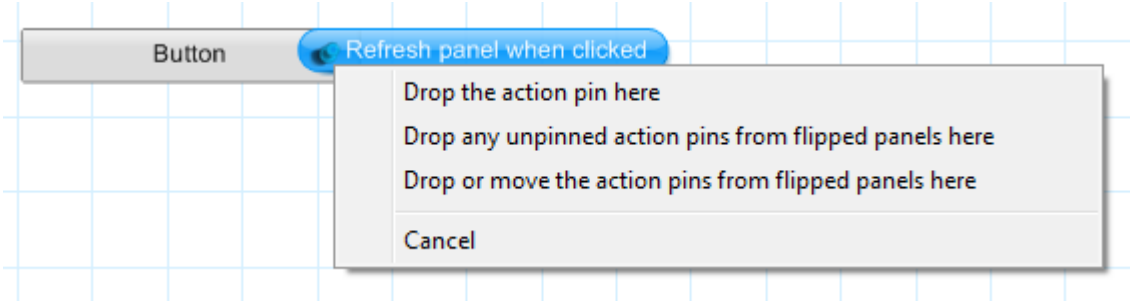 Button
Refresh panel when clicked
Drop the action pin here
Drop any unpinned action pins from flipped panels here
Drop or move the action pins from flipped panels here
Cancel